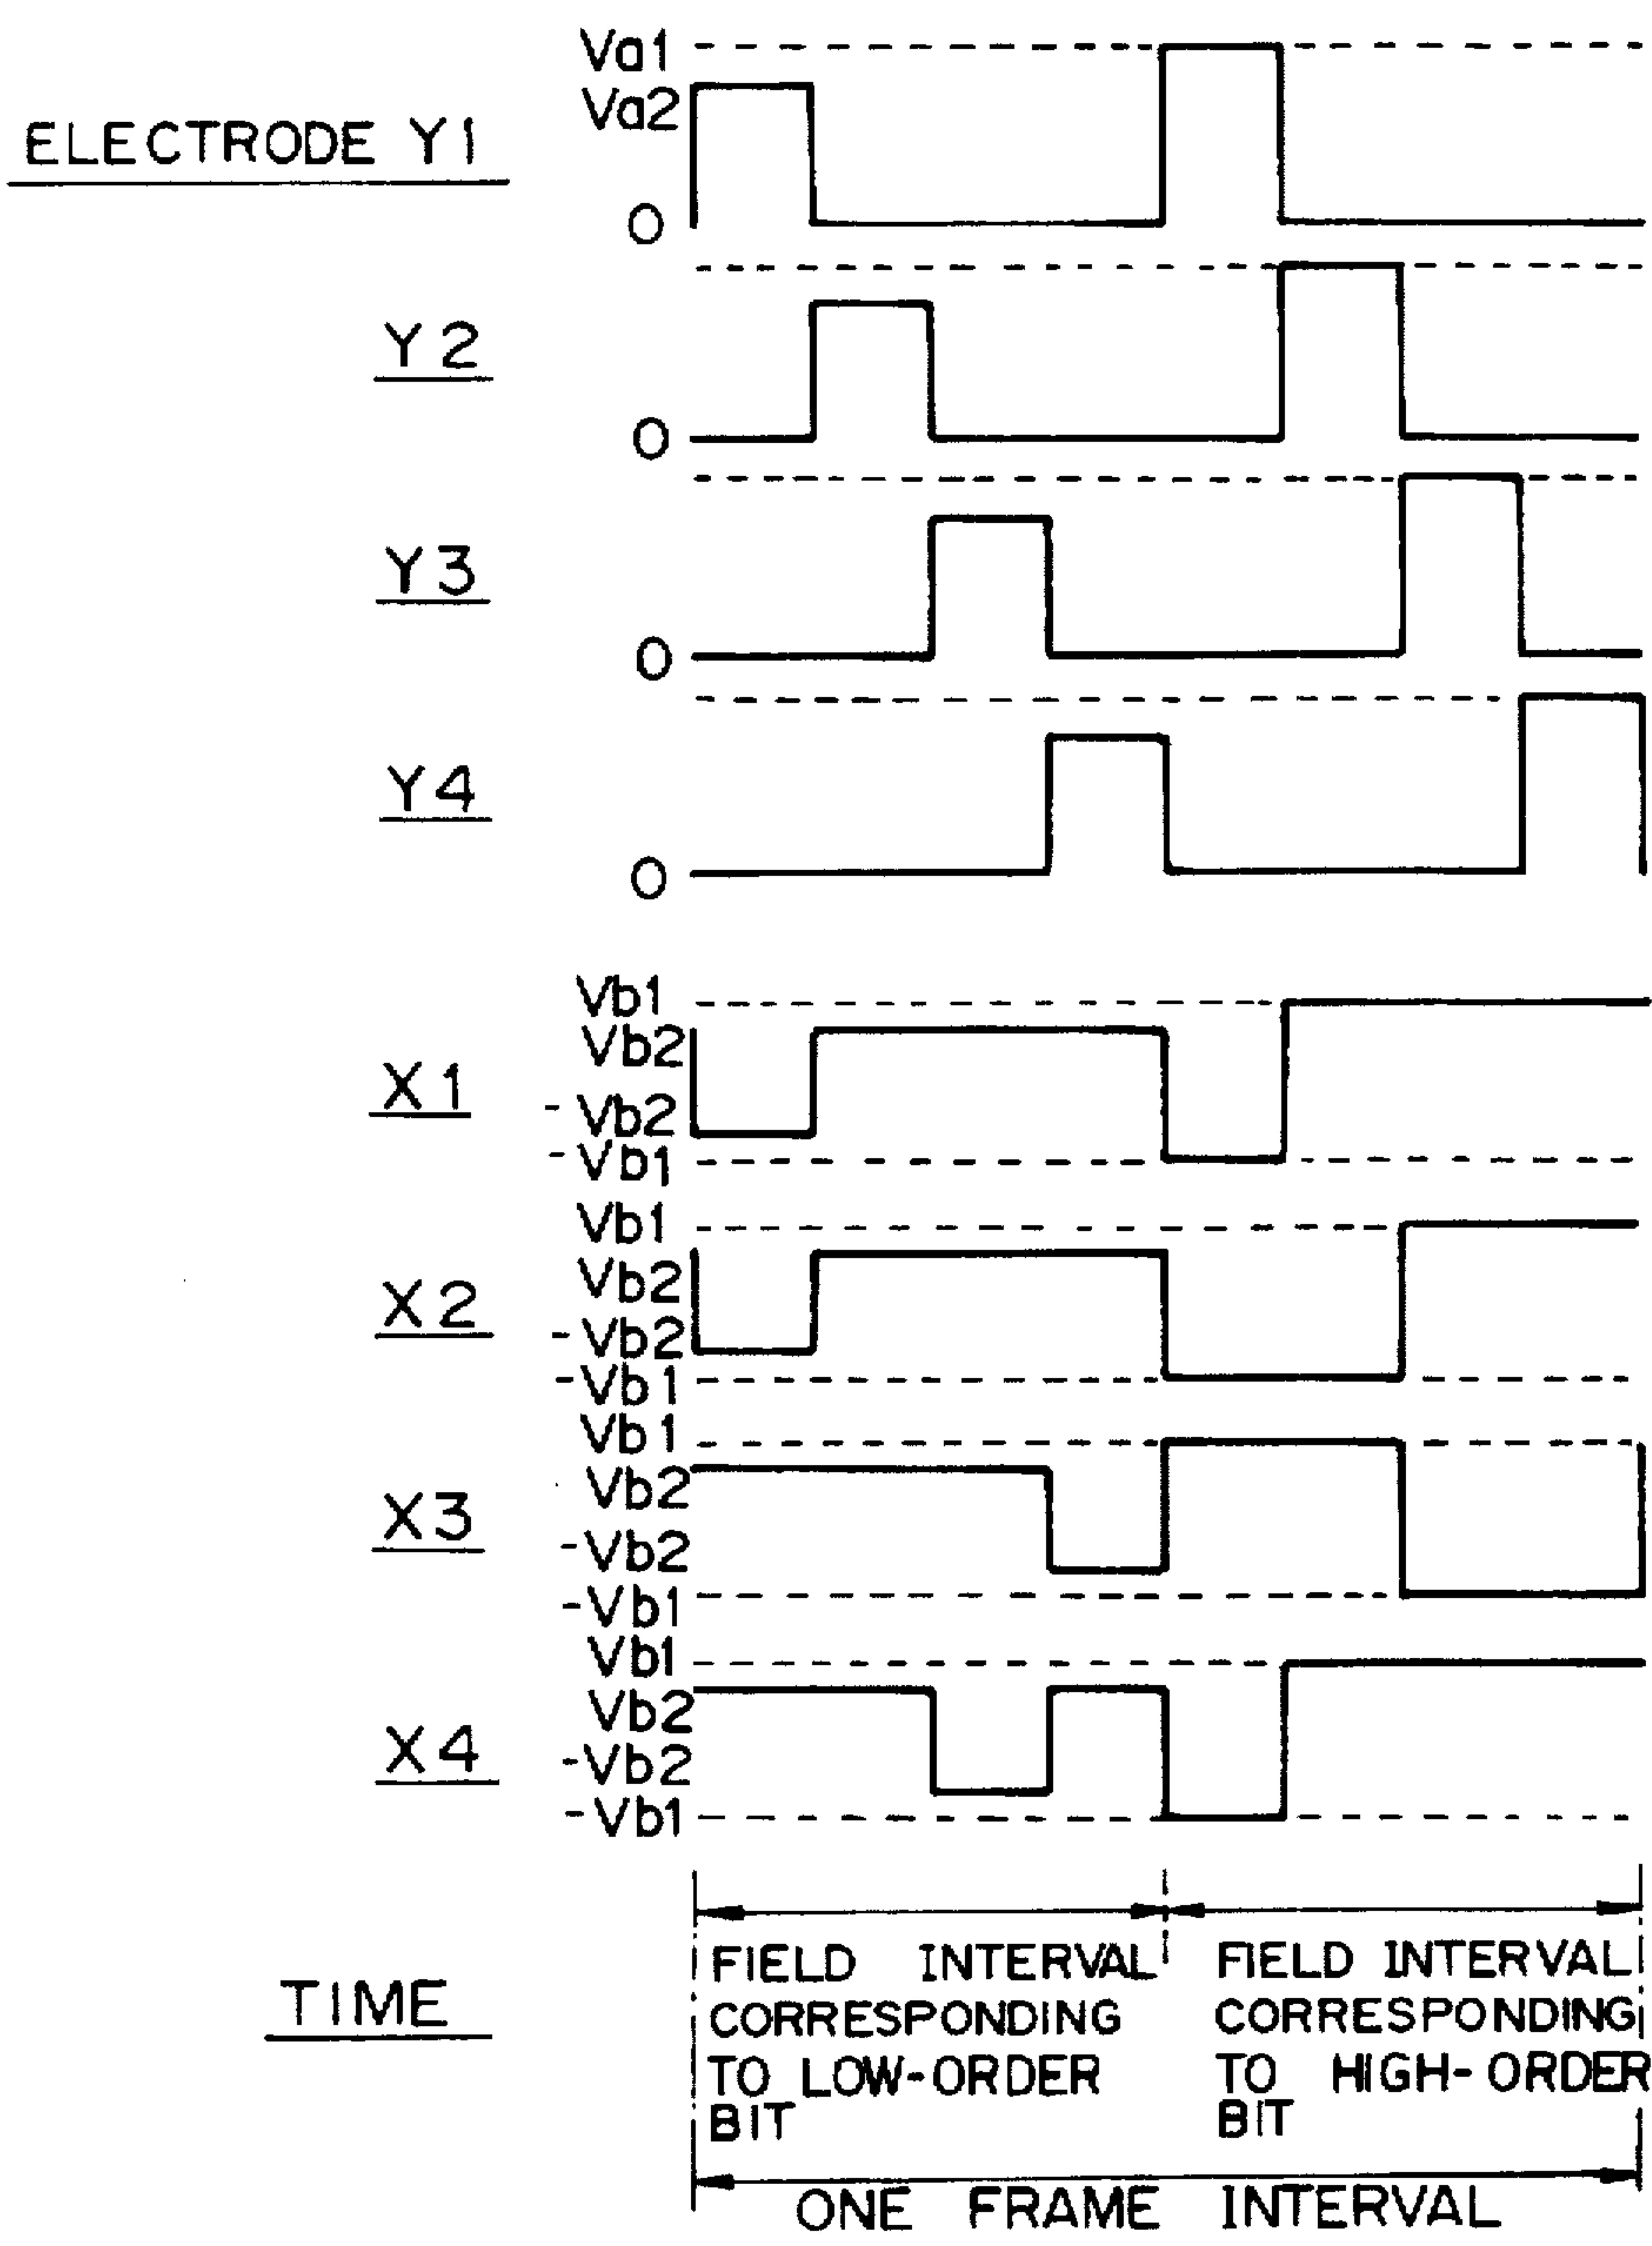 Va1
Va2
ELECTRODE Y1
0
Y2
0
Y3
0
Y4
0
Vb1
Vb2
X1
-Vb2
-Vb1
Vb1
Vb2
X2
-Vb2
-Vb1
Vb1
Vb2
X3
-Vb2
-Vb1
Vb1
Vb2
X4
-Vb2
-Vb1
TIME
FIELD INTERVAL
CORRESPONDING
TO LOW-ORDER
BIT
FIELD INTERVAL
CORRESPONDING
TO HIGH-ORDER
BIT
ONE FRAME INTERVAL